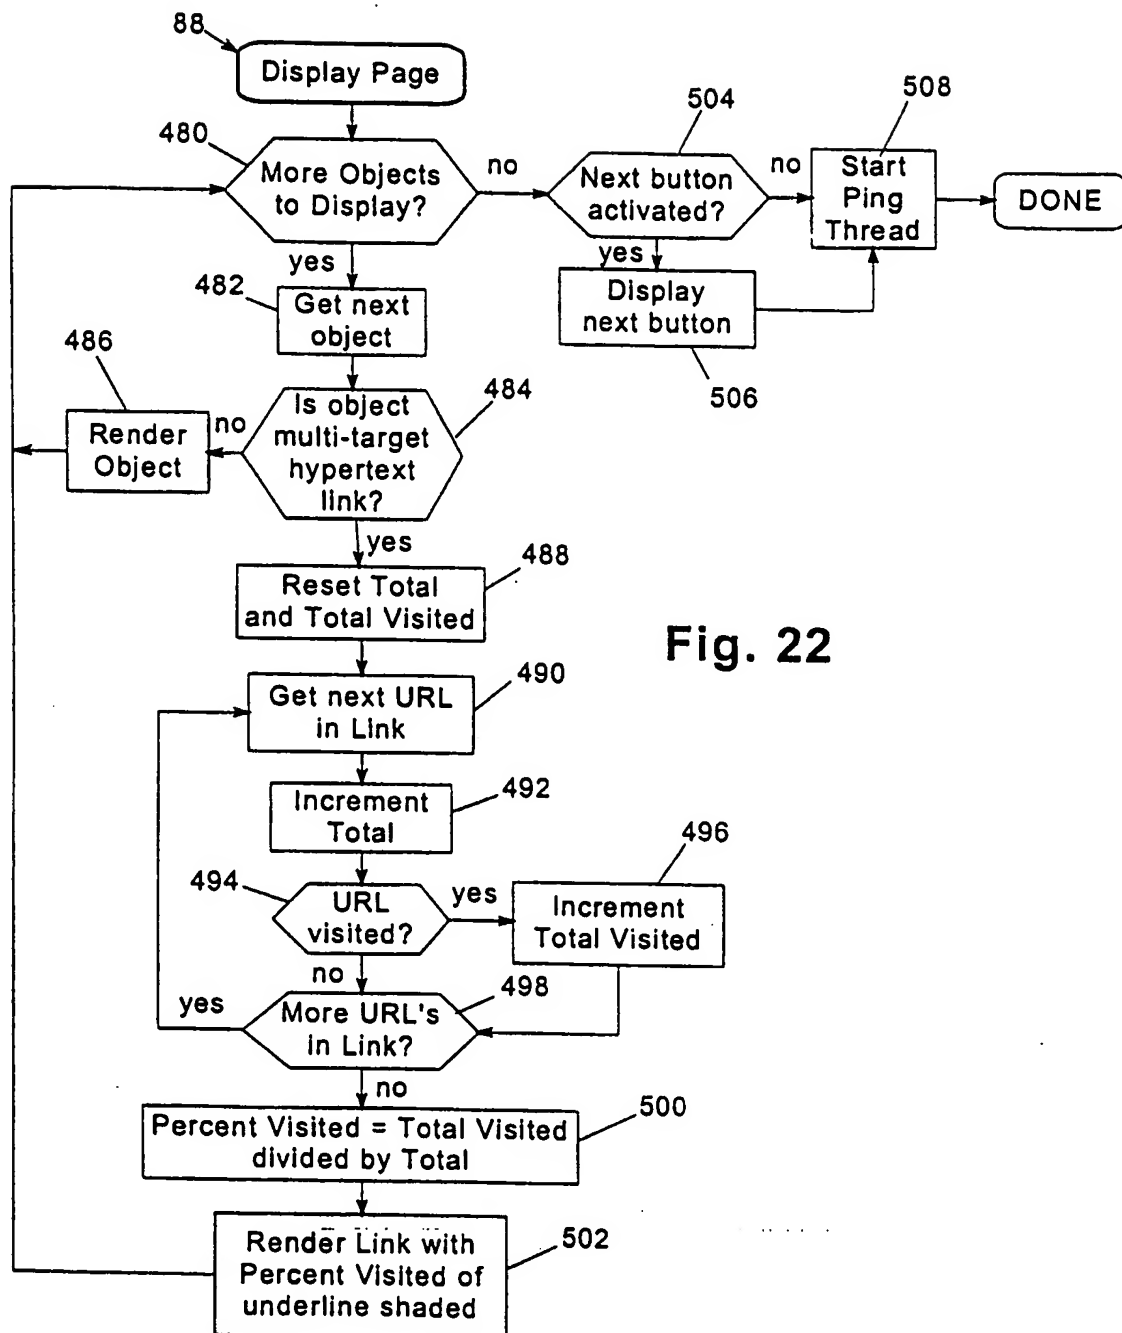 88
Display Page
480
More Objects
to Display?
no
504
Next button
activated?
no
508
Start
Ping
Thread
DONE
yes
yes
482
Get next
object
Display
next button
506
486
Render
Object
no
Is object
multi-target
hypertext
link?
484
yes
488
Reset Total
and Total Visited
Fig. 22
490
Get next URL
in Link
492
Increment
Total
494
URL
visited?
yes
496
Increment
Total Visited
no
yes
498
More URL's
in Link?
no
500
Percent Visited = Total Visited
divided by Total
502
Render Link with
Percent Visited of
underline shaded